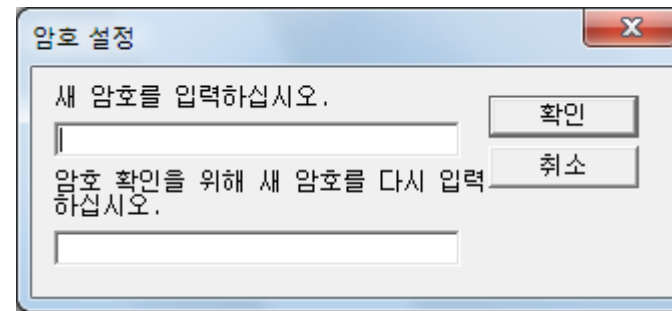 암호 설정
새 암호를 입력하십시오.
확인
암호 확인을 위해 새 암호를 다시 입력
하십시오.
취소